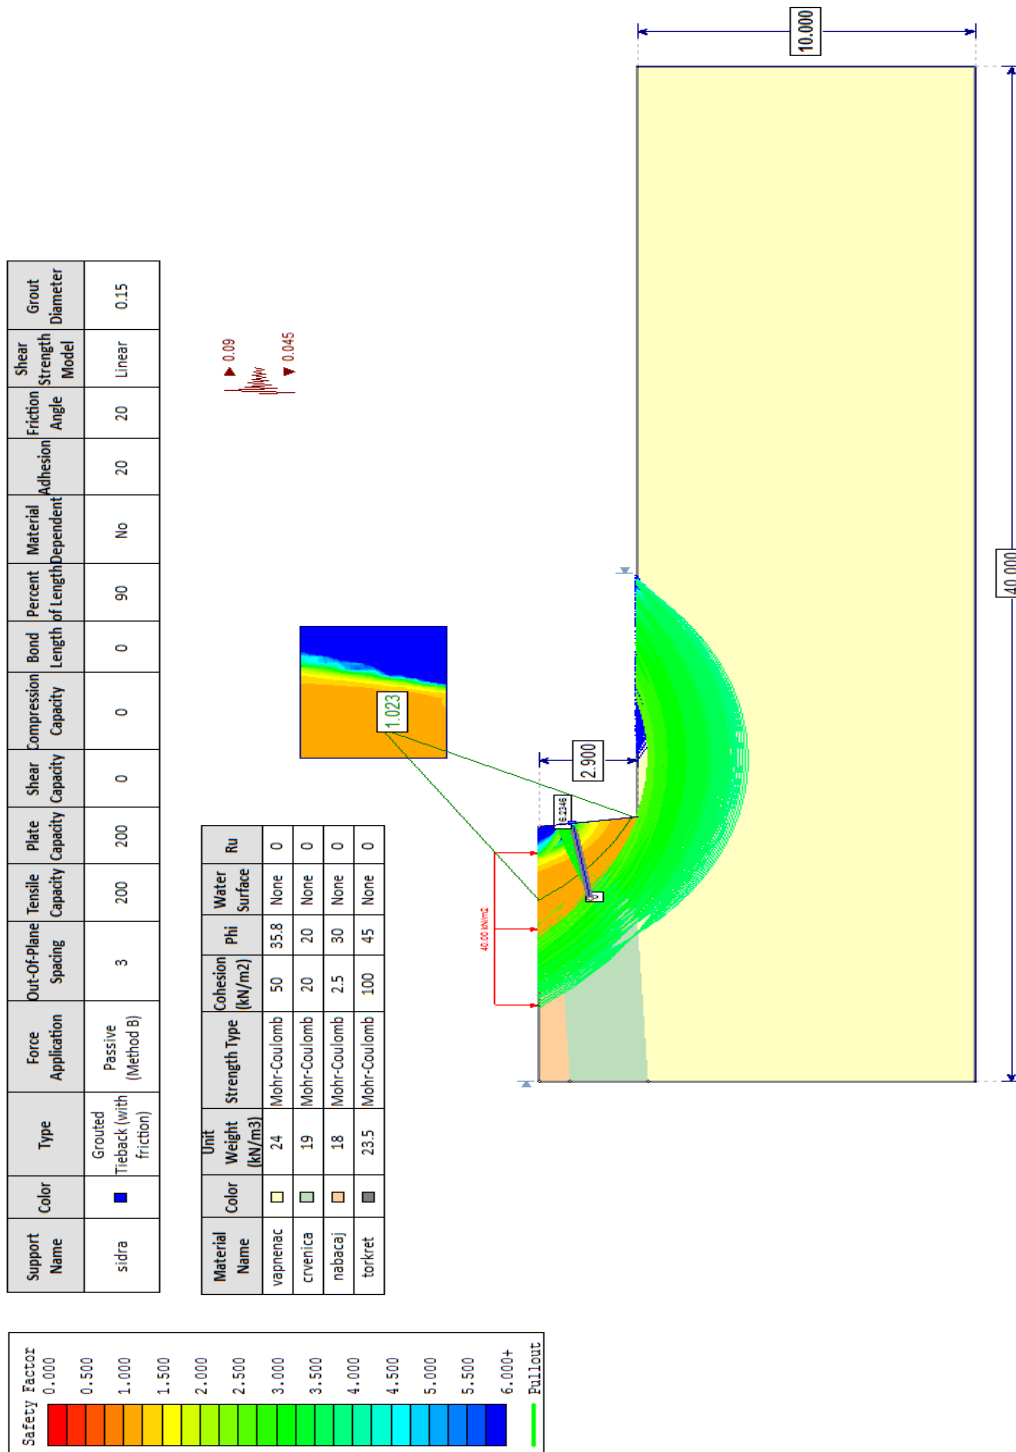 Support Name
Color
Type
Force Application
Out-Of-Plane Spacing
Tensile Capacity
Plate Capacity
Shear Capacity
Compression Capacity
Bond Length
Percent of Length
Material Dependent
Adhesion
Friction Angle
Shear Strength Model
Grout Diameter
sidra
Grouted Tieback (with friction)
Passive (Method B)
3
200
200
0
0
0
90
No
20
20
Linear
0.15
Material Name
Color
Unit Weight (kN/m3)
Strength Type
Cohesion (kN/m2)
Phi
Water Surface
Ru
vapnenac 24 Mohr-Coulomb 50 35.8 None 0
crvenica 19 Mohr-Coulomb 20 20 None 0
nabacaj 18 Mohr-Coulomb 2.5 30 None 0
torkret 23.5 Mohr-Coulomb 100 45 None 0
0.09
0.045
Safety Factor
0.000
0.500
1.000
1.500
2.000
2.500
3.000
3.500
4.000
4.500
5.000
5.500
6.000+
Pullout
1.023
40.00 kN/m2
2.900
10.000
40.000